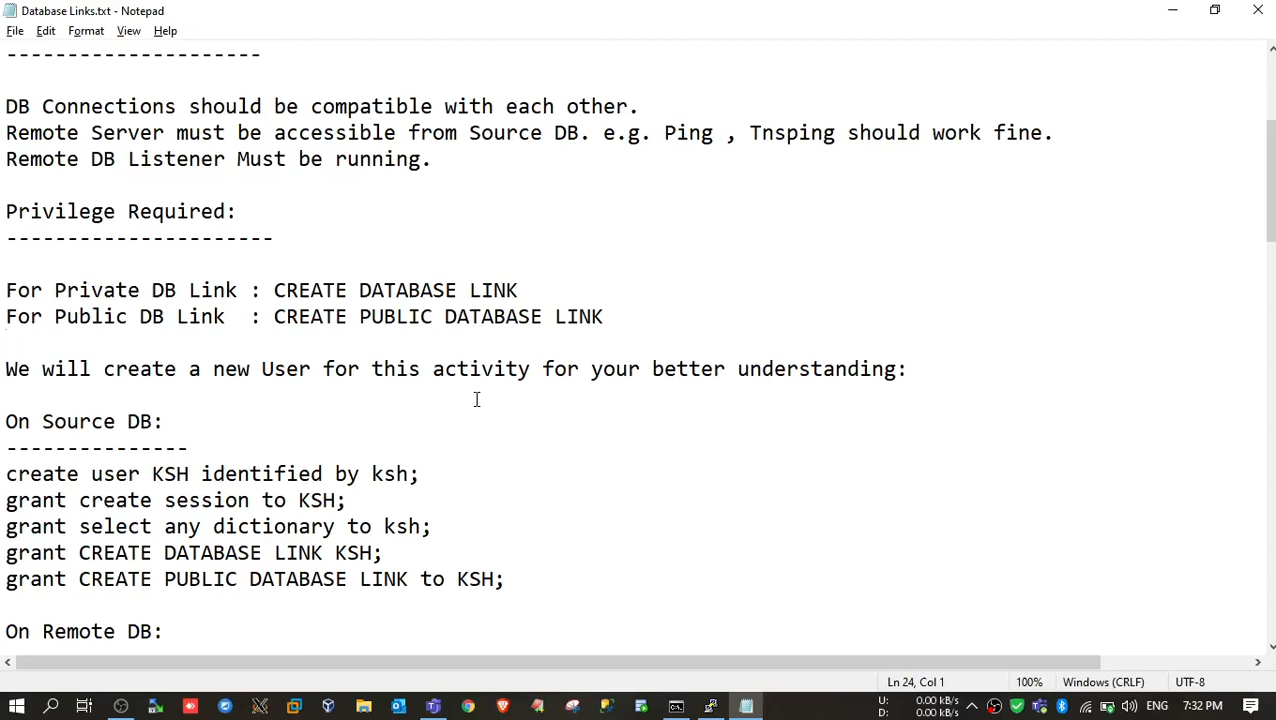 Database Links.txt - Notepad
File Edit Format View Help
---------------------
DB Connections should be compatible with each other.
Remote Server must be accessible from Source DB. e.g. Ping , Tnsping should work fine.
Remote DB Listener Must be running.
Privilege Required:
----------------------
For Private DB Link : CREATE DATABASE LINK
For Public DB Link  : CREATE PUBLIC DATABASE LINK
We will create a new User for this activity for your better understanding:
On Source DB:
---------------
create user KSH identified by ksh;
grant create session to KSH;
grant select any dictionary to ksh;
grant CREATE DATABASE LINK KSH;
grant CREATE PUBLIC DATABASE LINK to KSH;
On Remote DB:
Ln 24, Col 1 100% Windows (CRLF) UTF-8
U: 0.00 kB/s
D: 0.00 kB/s
ENG 7:32 PM